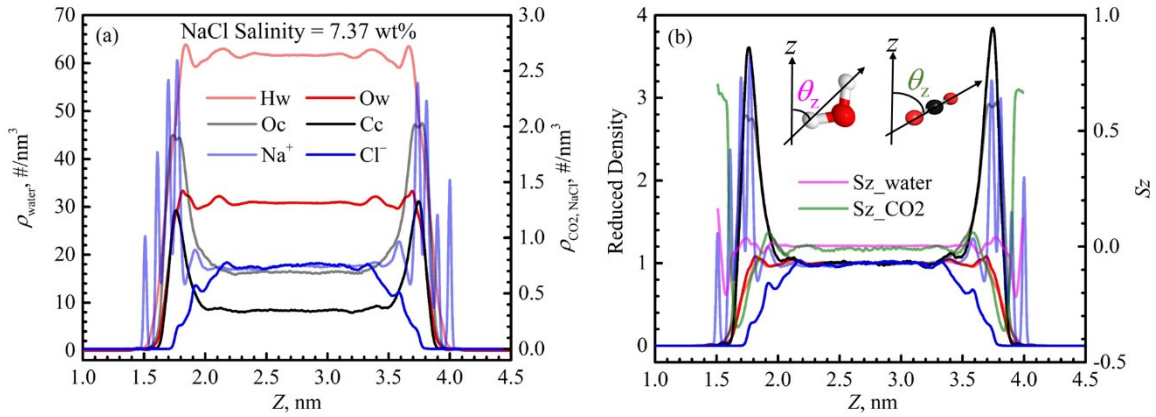 (a) NaCl Salinity = 7.37 wt%
Hw Ow
Oc Cc
Na⁺ Cl⁻
ρwater, #/nm³
70
60
50
40
30
20
10
0
3.0
2.5
2.0
1.5
1.0
0.5
0.0
ρCO2, NaCl, #/nm³
1.0 1.5 2.0 2.5 3.0 3.5 4.0 4.5
Z, nm
(b)
z z
θz θz
Sz_water
Sz_CO2
Reduced Density
4
3
2
1
0
1.0
0.5
0.0
-0.5
Sz
1.0 1.5 2.0 2.5 3.0 3.5 4.0 4.5
Z, nm